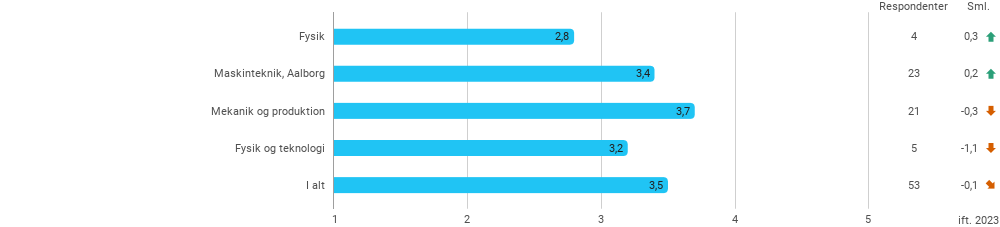 Respondenter Sml.
Fysik 2,8 4 0,3
Maskinteknik, Aalborg 3,4 23 0,2
Mekanik og produktion 3,7 21 -0,3
Fysik og teknologi 3,2 5 -1,1
I alt 3,5 53 -0,1
1 2 3 4 5 ift. 2023